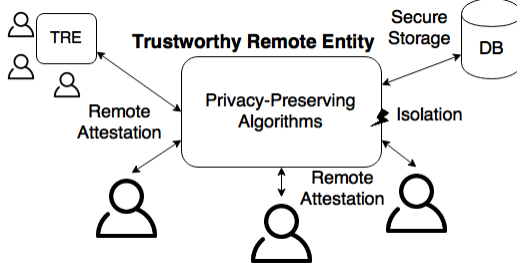 TRE
Trustworthy Remote Entity
Secure
Storage
DB
Privacy-Preserving
Algorithms
Isolation
Remote
Attestation
Remote
Attestation